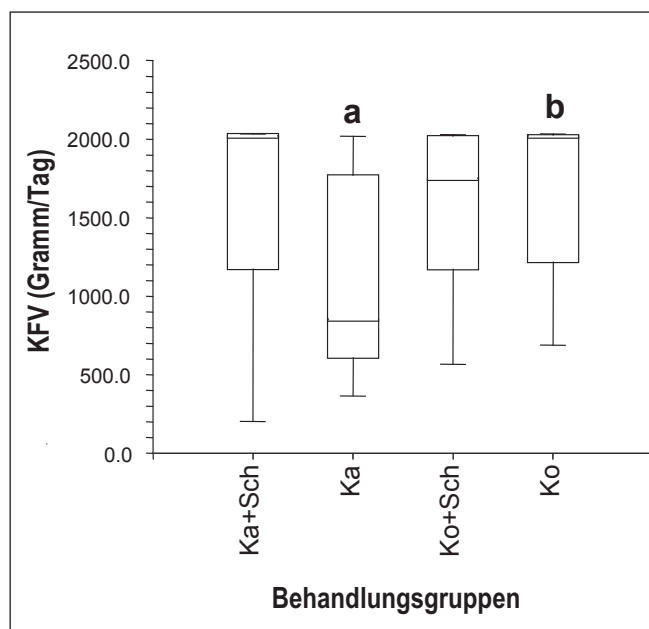 2500.0
2000.0
1500.0
1000.0
500.0
0.0
KFV (Gramm/Tag)
a
b
Ka+Sch
Ka
Ko+Sch
Ko
Behandlungsgruppen